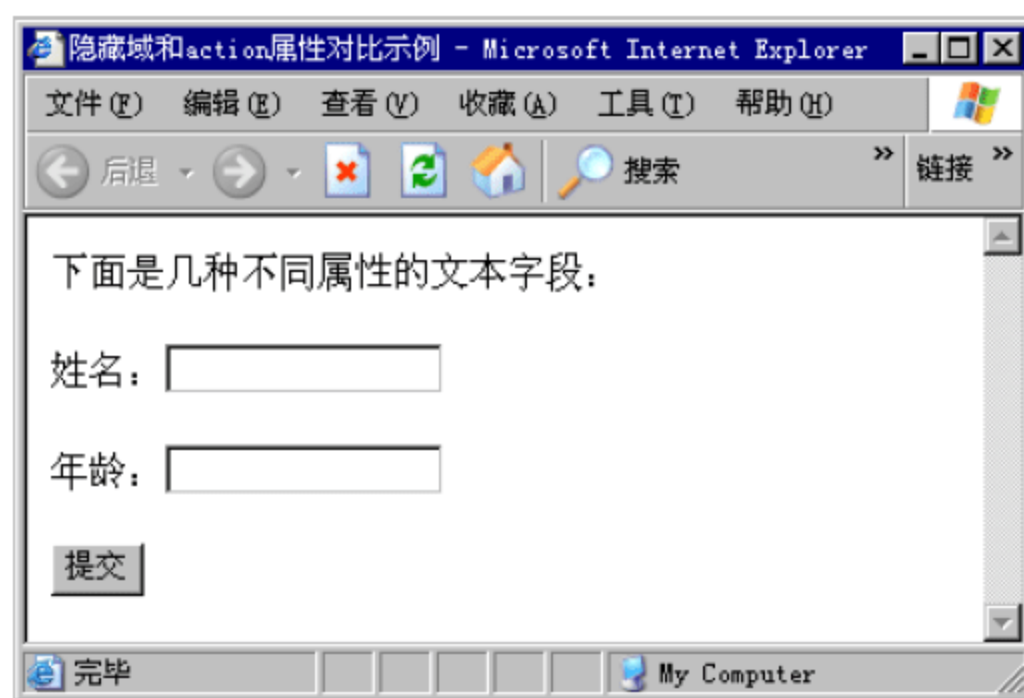 隐藏域和action属性对比示例 - Microsoft Internet Explorer
文件(F) 编辑(E) 查看(V) 收藏(A) 工具(T) 帮助(H)
后退 搜索 » 链接 »
下面是几种不同属性的文本字段：
姓名：
年龄：
提交
完毕 My Computer